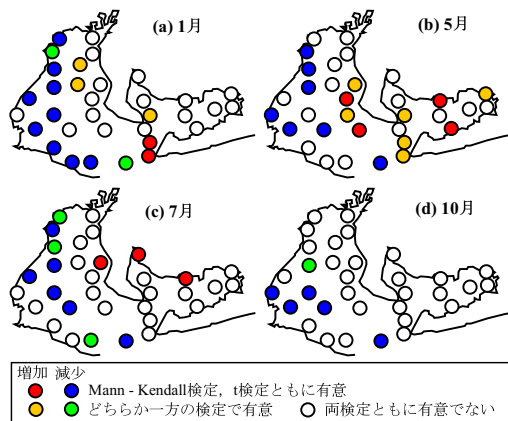 (a) 1月
(b) 5月
(c) 7月
(d) 10月
増加 減少
Mann - Kendall検定，t検定ともに有意
どちらか一方の検定で有意
両検定ともに有意でない